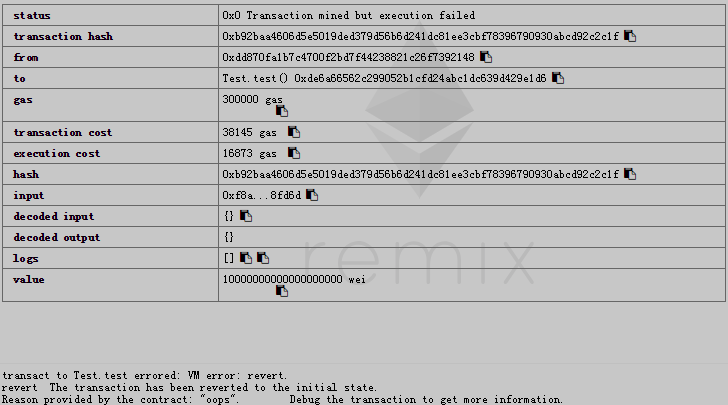 status 0x0 Transaction mined but execution failed
transaction hash 0xb92baa4606d5e5019ded379d56b6d241dc81ee3cbf78396790930abcd92c2c1f
from 0xdd870fa1b7c4700f2bd7f44238821c26f7392148
to Test.test() 0xde6a66562c299052b1cfd24abc1dc639d429e1d6
gas 300000 gas
transaction cost 38145 gas
execution cost 16873 gas
hash 0xb92baa4606d5e5019ded379d56b6d241dc81ee3cbf78396790930abcd92c2c1f
input 0xf8a...8fd6d
decoded input {}
decoded output {}
logs []
remix
value 10000000000000000000 wei
transact to Test.test errored: VM error: revert.
revert The transaction has been reverted to the initial state.
Reason provided by the contract: "oops". Debug the transaction to get more information.